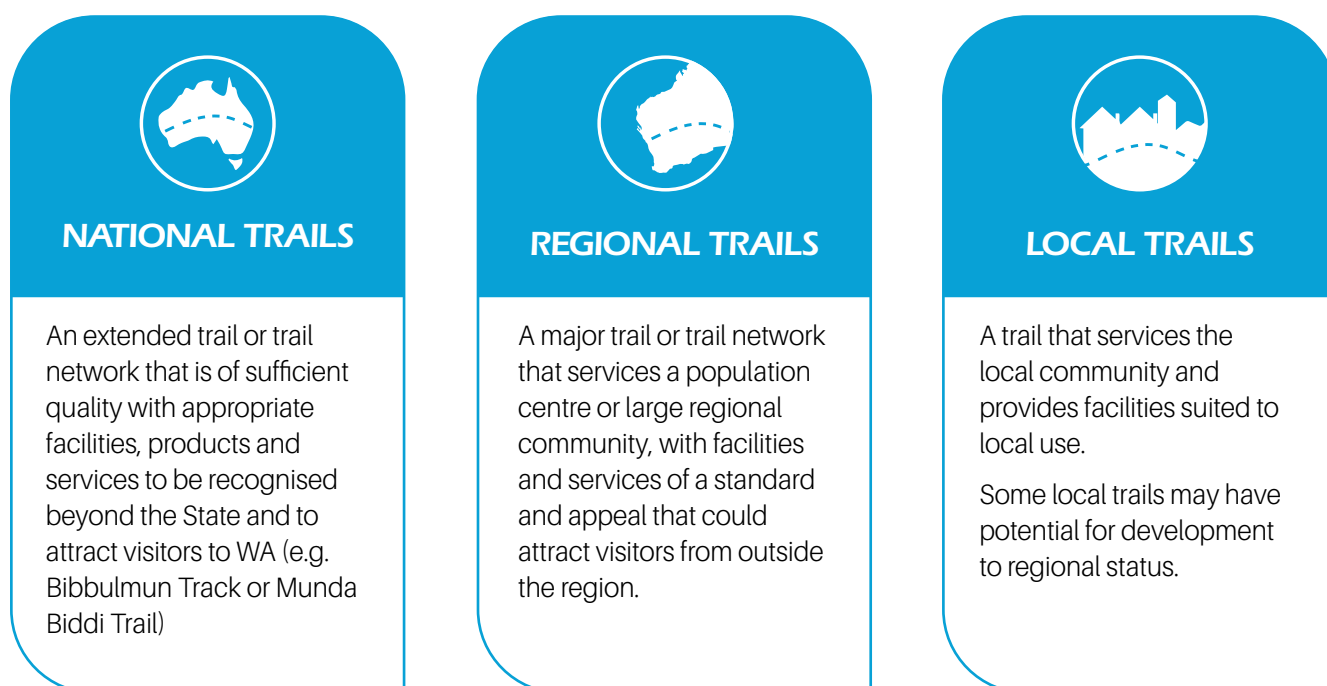 NATIONAL TRAILS
An extended trail or trail
network that is of sufficient
quality with appropriate
facilities, products and
services to be recognised
beyond the State and to
attract visitors to WA (e.g.
Bibbulmun Track or Munda
Biddi Trail)
REGIONAL TRAILS
A major trail or trail network
that services a population
centre or large regional
community, with facilities
and services of a standard
and appeal that could
attract visitors from outside
the region.
LOCAL TRAILS
A trail that services the
local community and
provides facilities suited to
local use.
Some local trails may have
potential for development
to regional status.